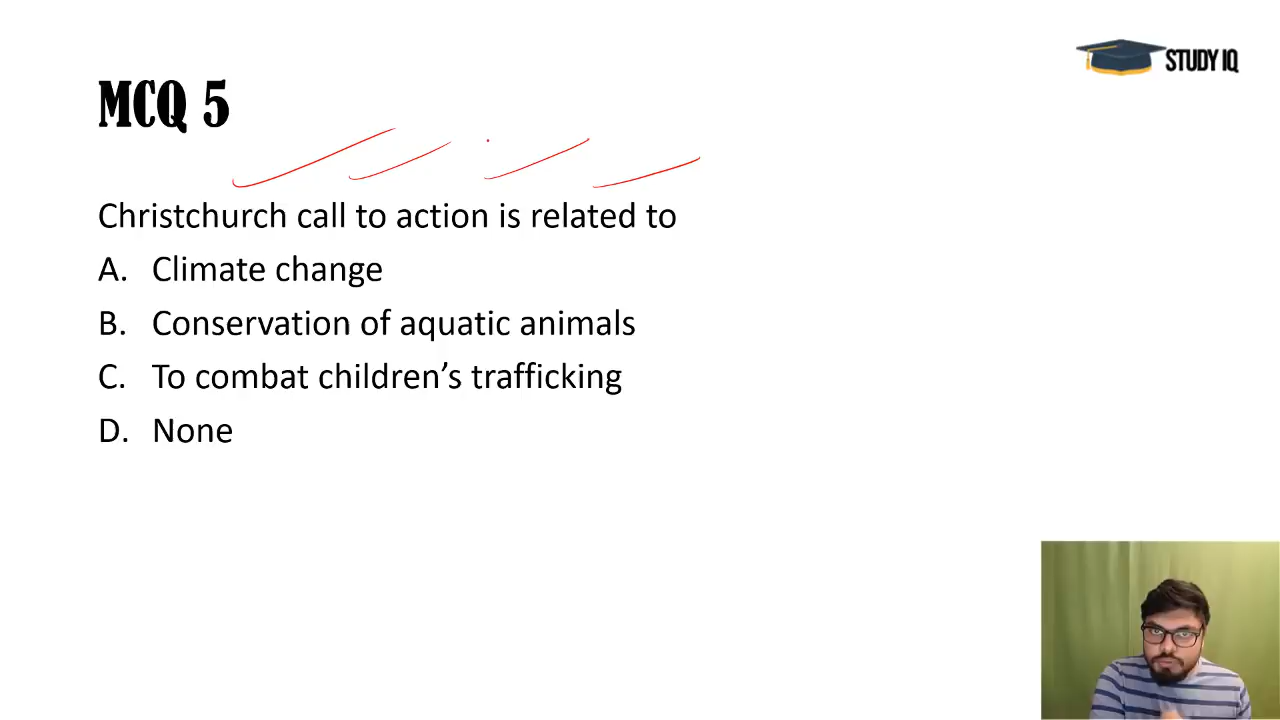 STUDY IQ
MCQ 5
Christchurch call to action is related to
A. Climate change
B. Conservation of aquatic animals
C. To combat children’s trafficking
D. None